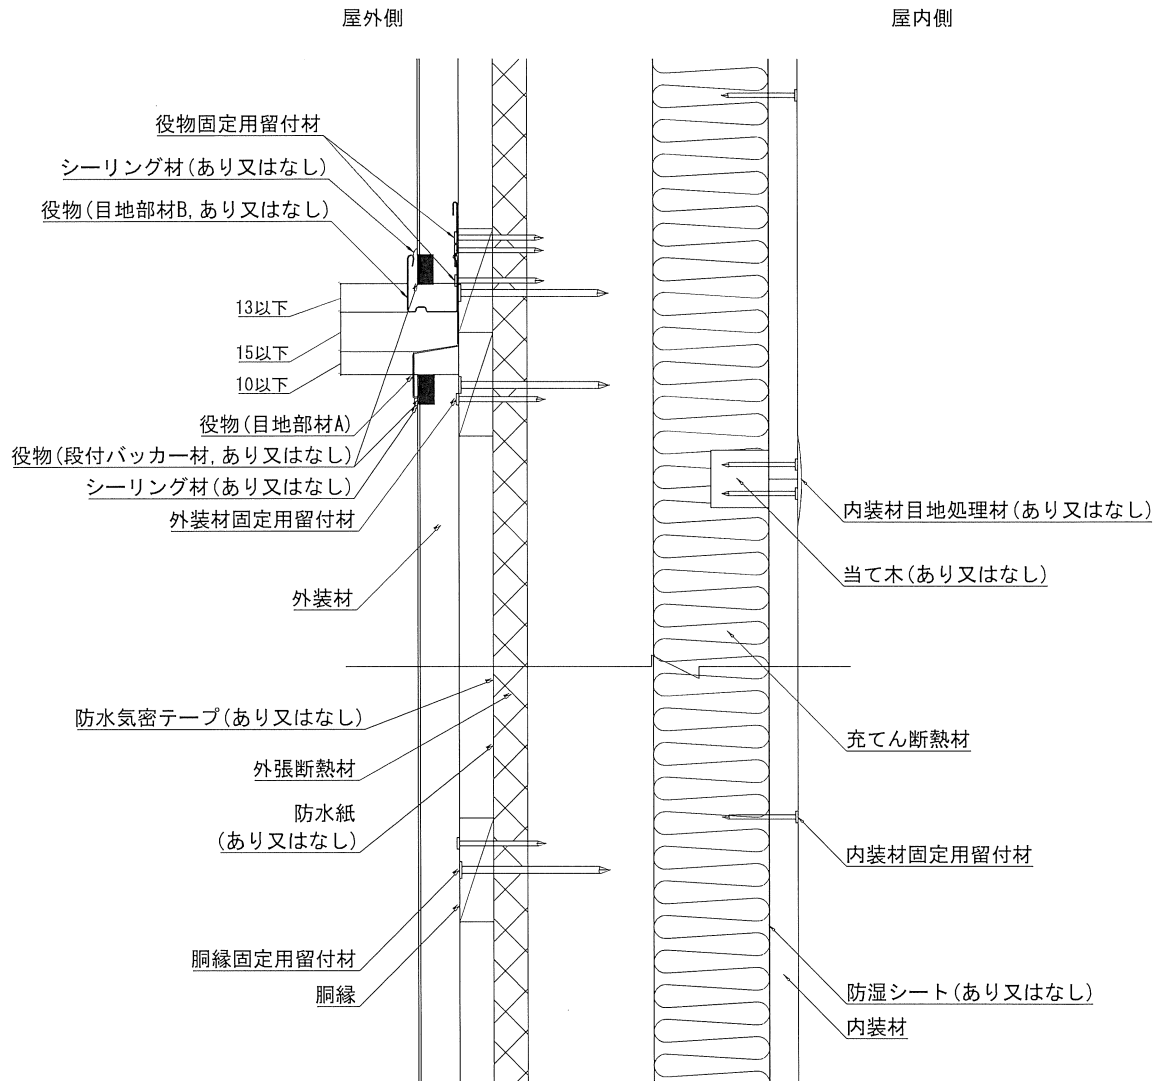 屋外側
屋内側
役物固定用留付材
シーリング材(あり又はなし)
役物(目地部材B,あり又はなし)
13以下
15以下
10以下
役物(目地部材A)
役物(段付バッカー材,あり又はなし)
シーリング材(あり又はなし)
外装材固定用留付材
外装材
防水気密テープ(あり又はなし)
外張断熱材
防水紙
(あり又はなし)
胴縁固定用留付材
胴縁
内装材目地処理材(あり又はなし)
当て木(あり又はなし)
充てん断熱材
内装材固定用留付材
防湿シート(あり又はなし)
内装材